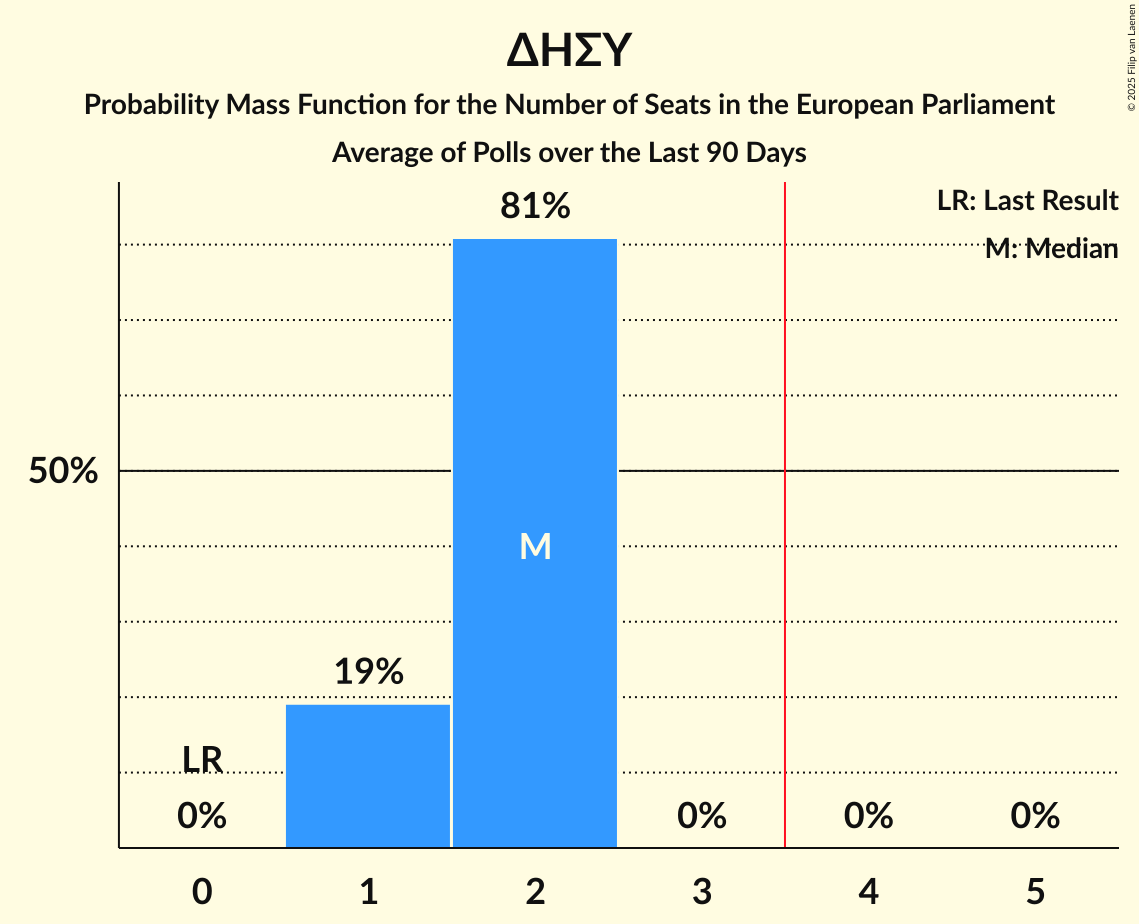 ΔΗΣΥ
Probability Mass Function for the Number of Seats in the European Parliament
Average of Polls over the Last 90 Days
© 2025 Filip van Laenen
LR: Last Result
M: Median
81%
50%
M
19%
LR
0%
0%
0%
0%
0
1
2
3
4
5